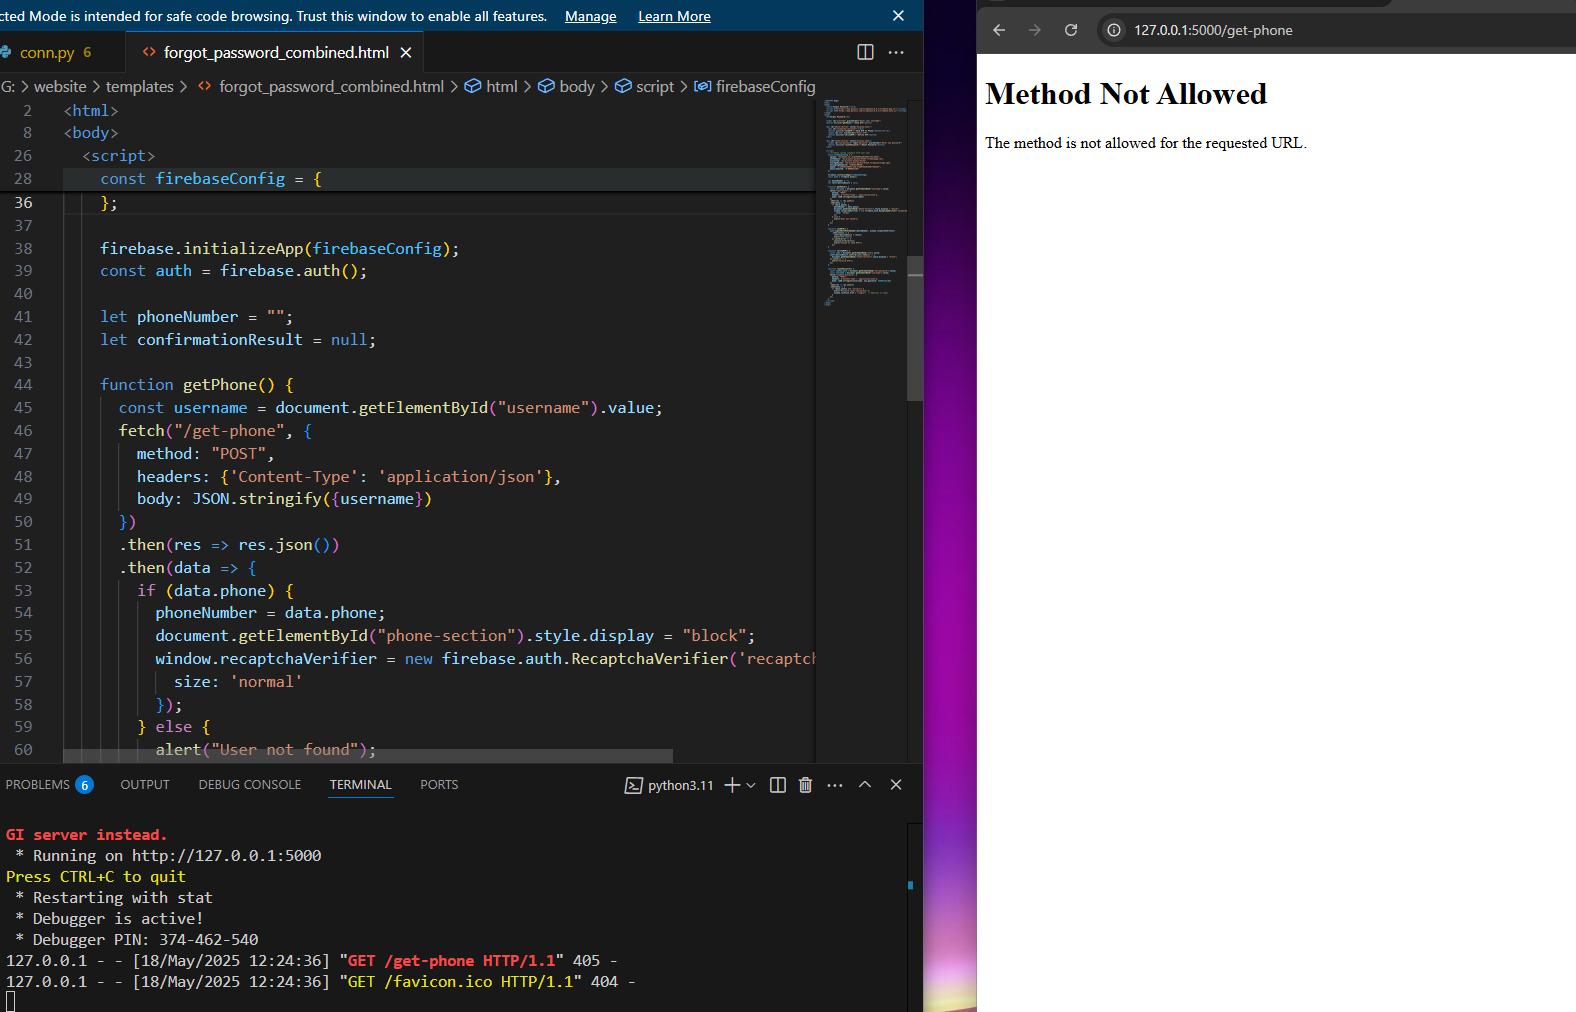 cted Mode is intended for safe code browsing. Trust this window to enable all features. Manage Learn More
conn.py 6 <> forgot_password_combined.html
G: > website > templates > <> forgot_password_combined.html > html > body > script > firebaseConfig
2 <html>
8 <body>
26 <script>
28 const firebaseConfig = {
36 };
37
38 firebase.initializeApp(firebaseConfig);
39 const auth = firebase.auth();
40
41 let phoneNumber = "";
42 let confirmationResult = null;
43
44 function getPhone() {
45 const username = document.getElementById("username").value;
46 fetch("/get-phone", {
47 method: "POST",
48 headers: {'Content-Type': 'application/json'},
49 body: JSON.stringify({username})
50 })
51 .then(res => res.json())
52 .then(data => {
53 if (data.phone) {
54 phoneNumber = data.phone;
55 document.getElementById("phone-section").style.display = "block";
56 window.recaptchaVerifier = new firebase.auth.RecaptchaVerifier('recaptch
57 size: 'normal'
58 });
59 } else {
60 alert("User not found");
PROBLEMS 6 OUTPUT DEBUG CONSOLE TERMINAL PORTS python3.11
GI server instead.
* Running on http://127.0.0.1:5000
Press CTRL+C to quit
* Restarting with stat
* Debugger is active!
* Debugger PIN: 374-462-540
127.0.0.1 - - [18/May/2025 12:24:36] "GET /get-phone HTTP/1.1" 405 -
127.0.0.1 - - [18/May/2025 12:24:36] "GET /favicon.ico HTTP/1.1" 404 -
127.0.0.1:5000/get-phone
Method Not Allowed
The method is not allowed for the requested URL.